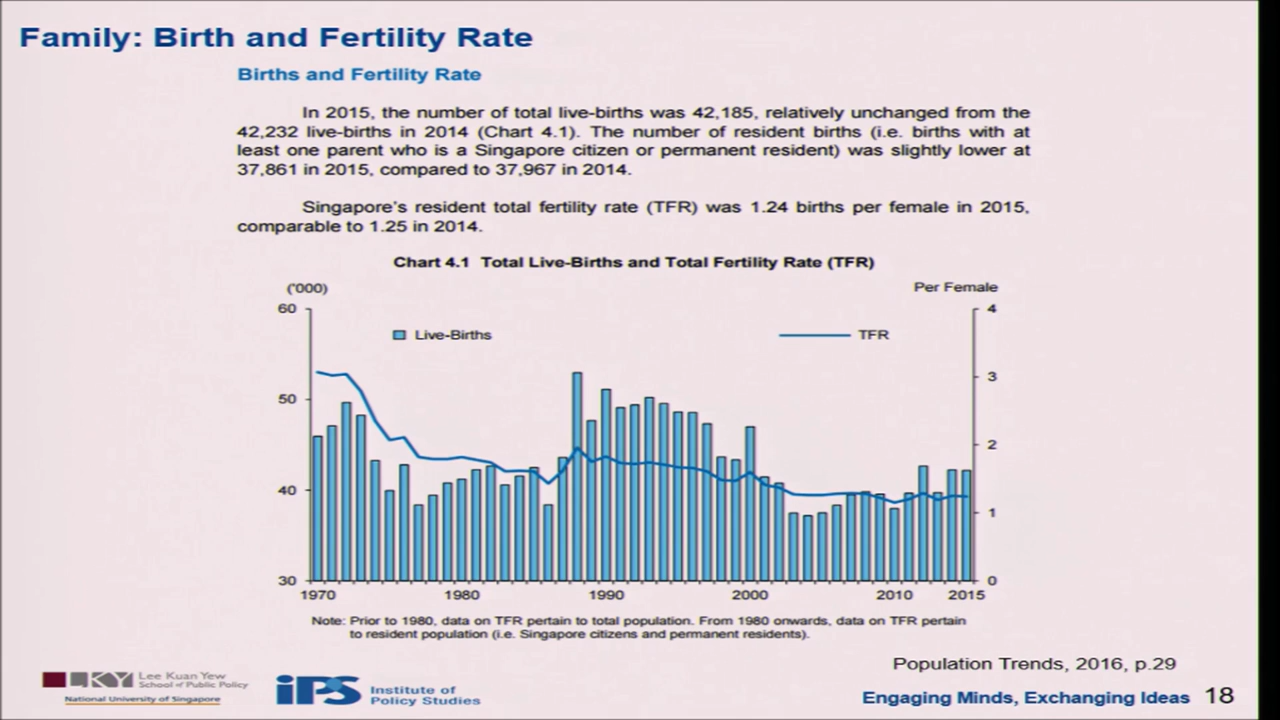 Family: Birth and Fertility Rate
Births and Fertility Rate
In 2015, the number of total live-births was 42,185, relatively unchanged from the
42,232 live-births in 2014 (Chart 4.1). The number of resident births (i.e. births with at
least one parent who is a Singapore citizen or permanent resident) was slightly lower at
37,861 in 2015, compared to 37,967 in 2014.
Singapore's resident total fertility rate (TFR) was 1.24 births per female in 2015,
comparable to 1.25 in 2014.
Chart 4.1 Total Live-Births and Total Fertility Rate (TFR)
('000)
Per Female
60
4
Live-Births
TFR
3
50
2
40
1
30
0
1970
1980
1990
2000
2010
2015
Note: Prior to 1980, data on TFR pertain to total population. From 1980 onwards, data on TFR pertain
to resident population (i.e. Singapore citizens and permanent residents).
Population Trends, 2016, p.29
LKY
Lee Kuan Yew
School of Public Policy
National University of Singapore
iPS
Institute of
Policy Studies
Engaging Minds, Exchanging Ideas 18